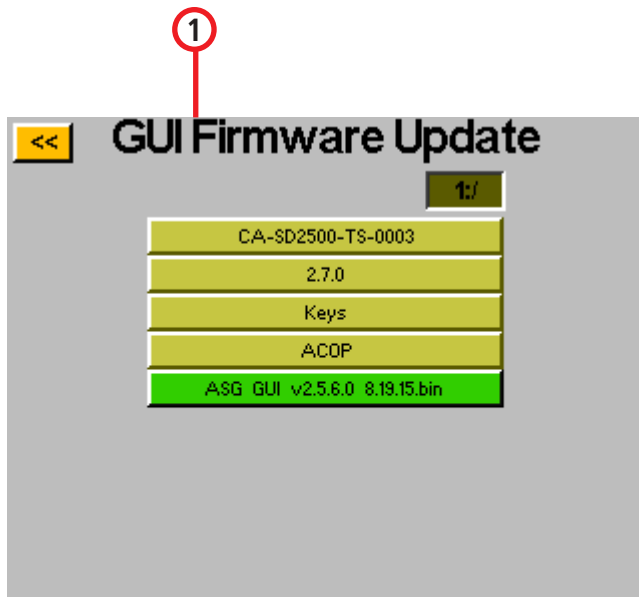 1
<< GUI Firmware Update
1:/
CA-SD2500-TS-0003
2.7.0
Keys
ACOP
ASG GUI v2.5.6.0 8.19.15.bin